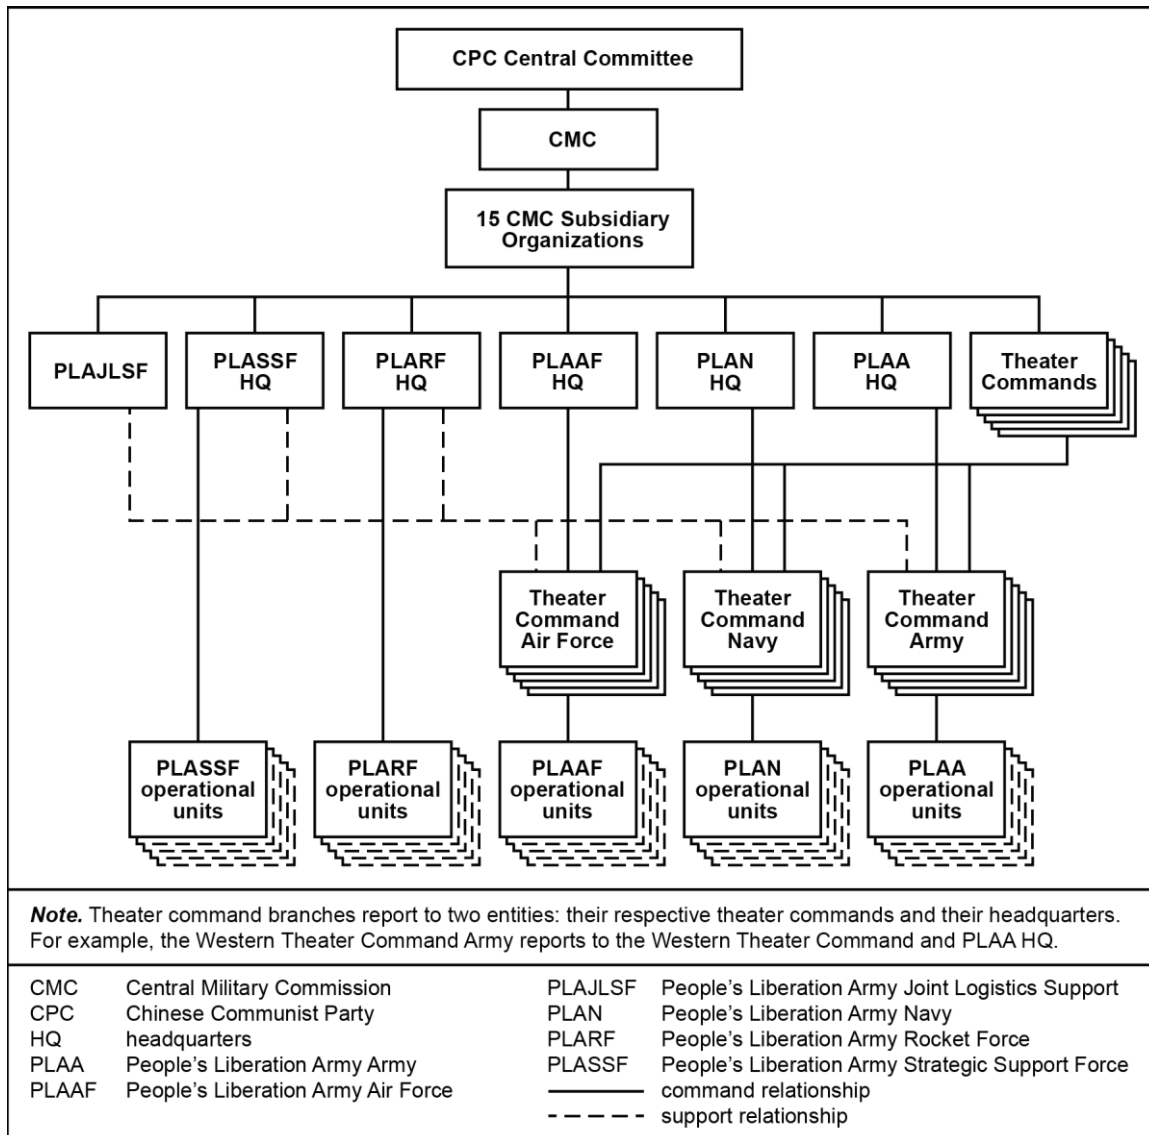 CPC Central Committee
CMC
15 CMC Subsidiary
Organizations
PLAJLSF
PLASSF
HQ
PLARF
HQ
PLAAF
HQ
PLAN
HQ
PLAA
HQ
Theater
Commands
Theater
Command
Air Force
Theater
Command
Navy
Theater
Command
Army
PLASSF
operational
units
PLARF
operational
units
PLAAF
operational
units
PLAN
operational
units
PLAA
operational
units
Note. Theater command branches report to two entities: their respective theater commands and their headquarters.
For example, the Western Theater Command Army reports to the Western Theater Command and PLAA HQ.
CMC Central Military Commission
CPC Chinese Communist Party
HQ headquarters
PLAA People's Liberation Army Army
PLAAF People's Liberation Army Air Force
PLAJLSF People's Liberation Army Joint Logistics Support
PLAN People's Liberation Army Navy
PLARF People's Liberation Army Rocket Force
PLASSF People's Liberation Army Strategic Support Force
command relationship
support relationship